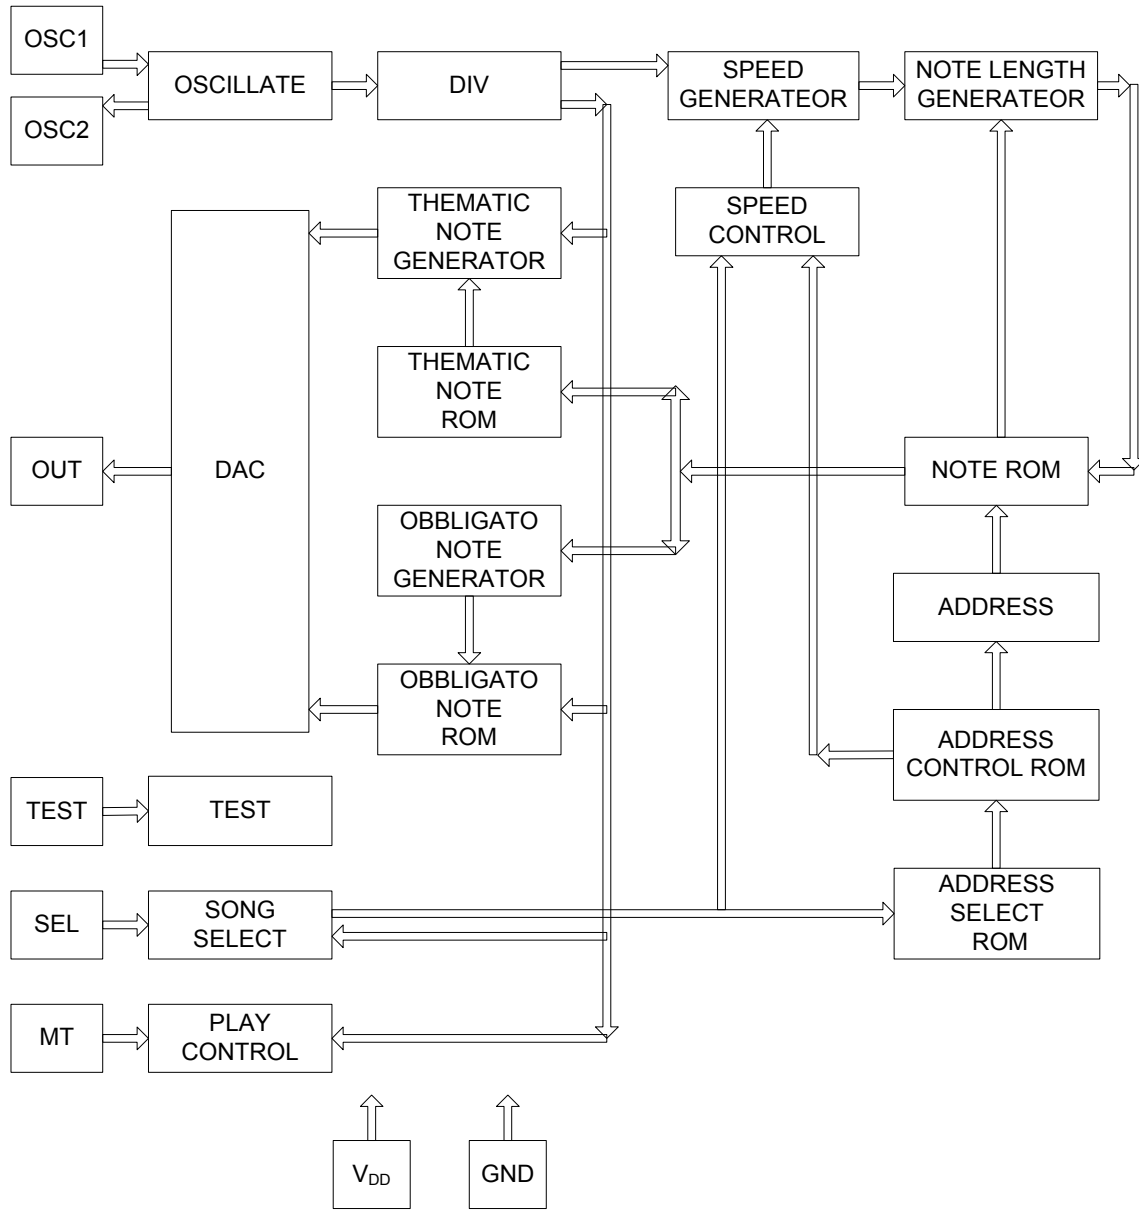 OSC1
OSCILLATE
DIV
SPEED
GENERATEOR
NOTE LENGTH
GENERATEOR
OSC2
THEMATIC
NOTE
GENERATOR
SPEED
CONTROL
THEMATIC
NOTE
ROM
OUT
DAC
NOTE ROM
OBBLIGATO
NOTE
GENERATOR
ADDRESS
OBBLIGATO
NOTE
ROM
ADDRESS
CONTROL ROM
TEST
TEST
SEL
SONG
SELECT
ADDRESS
SELECT
ROM
MT
PLAY
CONTROL
VDD
GND